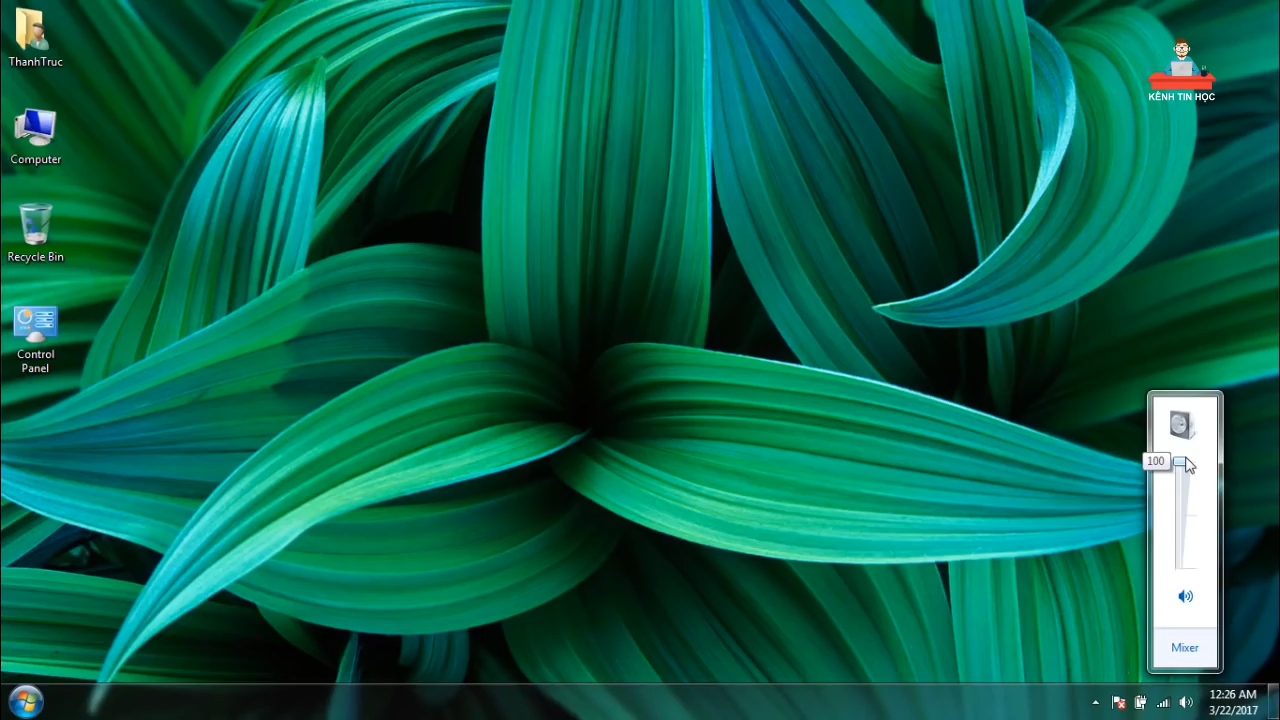 ThanhTruc
KÊNH TIN HỌC
Computer
Recycle Bin
Control
Panel
100
Mixer
12:26 AM
3/22/2017